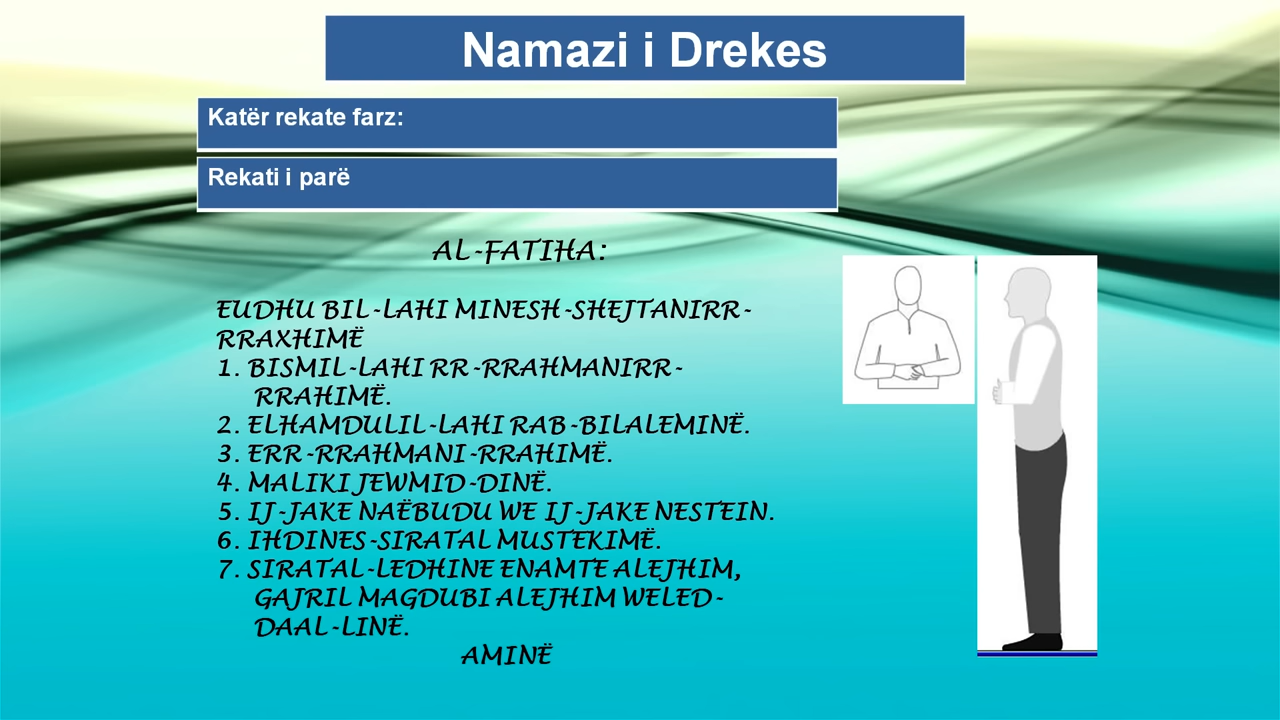 Namazi i Drekes
Katër rekate farz:
Rekati i parë
AL-FATIHA:
EUDHU BIL-LAHI MINESH-SHEJTANIRR-
RRAXHIMË
1. BISMIL-LAHI RR-RRAHMANIRR-
RRAHIMË.
2. ELHAMDULIL-LAHI RAB-BILALEMINË.
3. ERR-RRAHMANI-RRAHIMË.
4. MALIKI JEWMID-DINË.
5. IJ-JAKE NAËBUDU WE IJ-JAKE NESTEIN.
6. IHDINES-SIRATAL MUSTEKIMË.
7. SIRATAL-LEDHINE ENAMTE ALEJHIM,
GAJRIL MAGDUBI ALEJHIM WELED-
DAAL-LINË.
AMINË